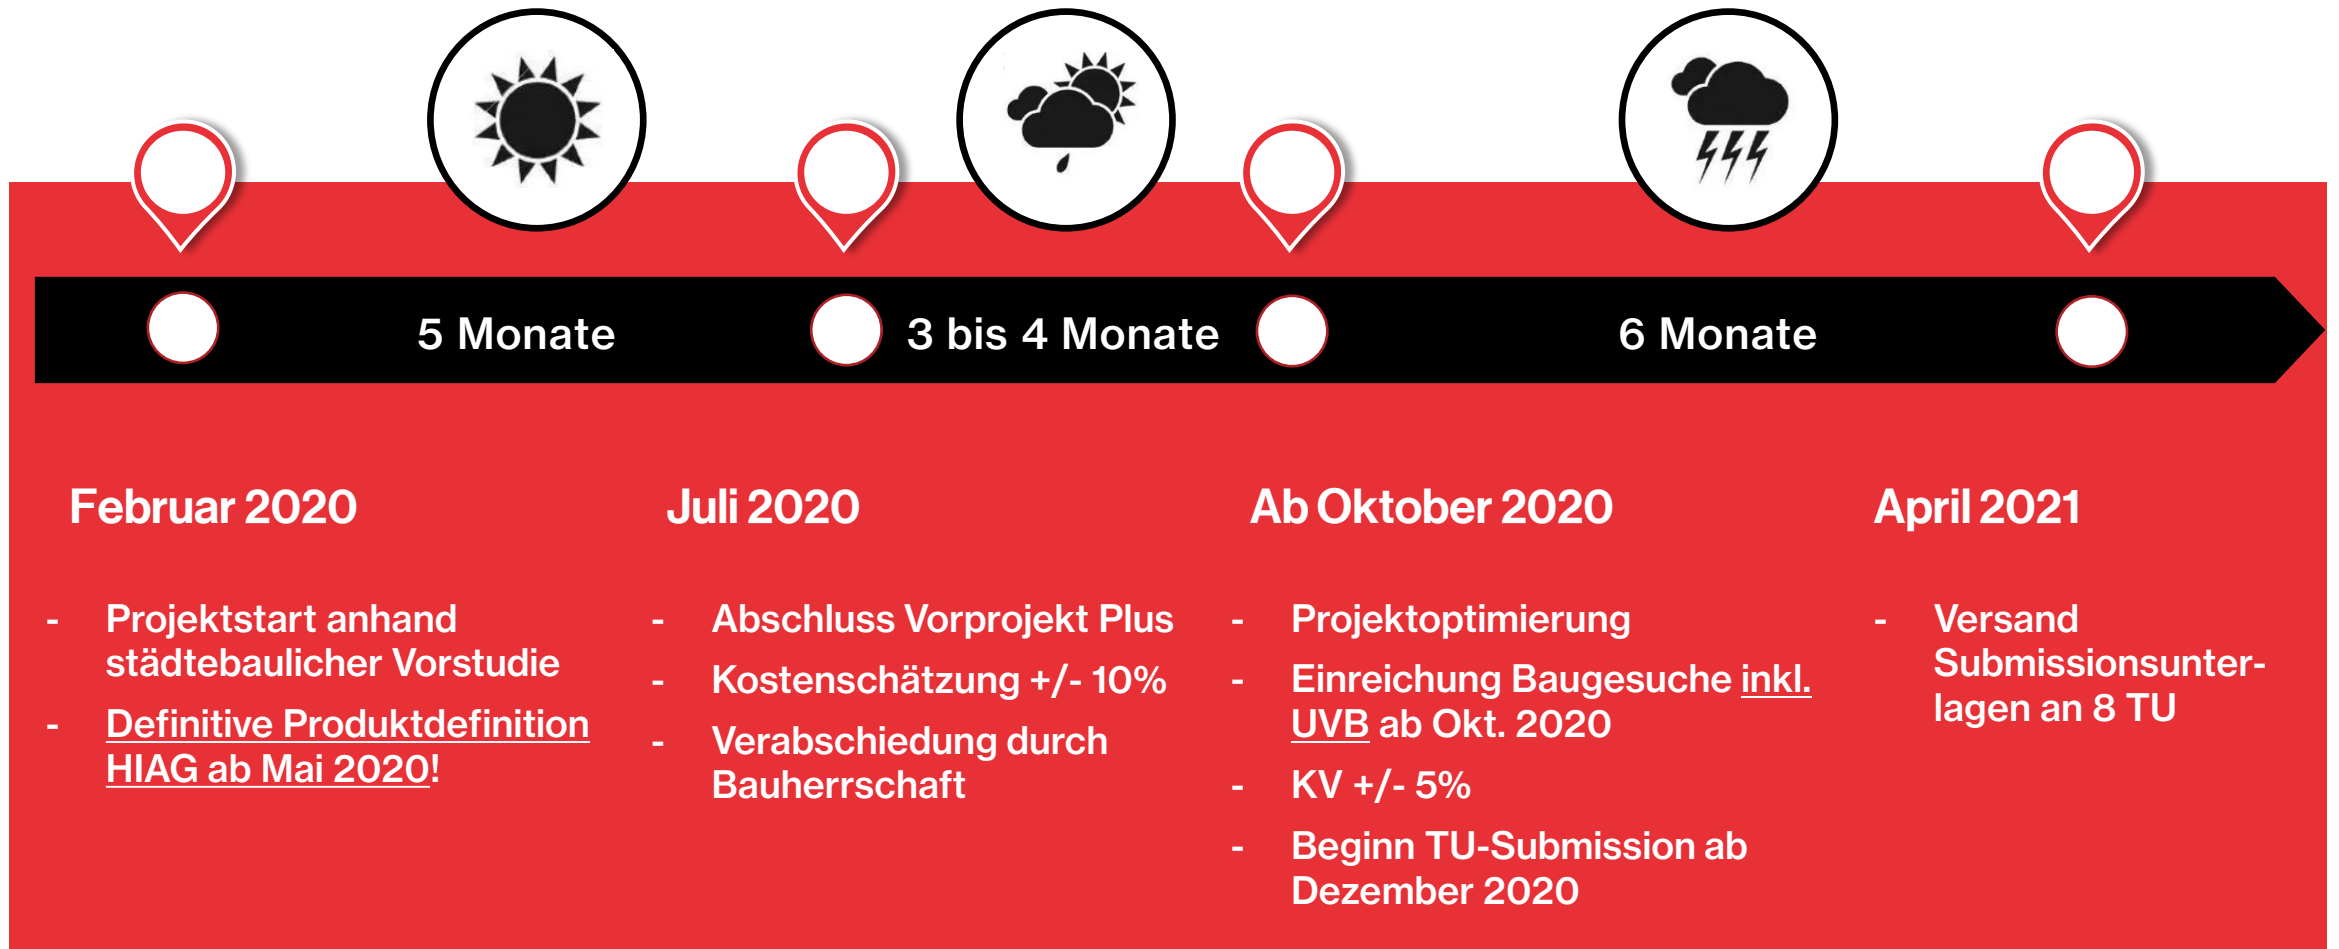 5 Monate
3 bis 4 Monate
6 Monate
Februar 2020
- Projektstart anhand
städtebaulicher Vorstudie
- Definitive Produktdefinition
HIAG ab Mai 2020!
Juli 2020
- Abschluss Vorprojekt Plus
- Kostenschätzung +/- 10%
- Verabschiedung durch
Bauherrschaft
Ab Oktober 2020
- Projektoptimierung
- Einreichung Baugesuche inkl.
UVB ab Okt. 2020
- KV +/- 5%
- Beginn TU-Submission ab
Dezember 2020
April 2021
- Versand
Submissionsunter-
lagen an 8 TU